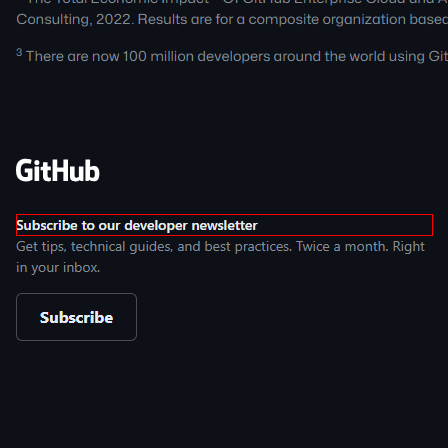 Consulting, 2022. Results are for a composite organization based
3 There are now 100 million developers around the world using Git
GitHub
Subscribe to our developer newsletter
Get tips, technical guides, and best practices. Twice a month. Right
in your inbox.
Subscribe